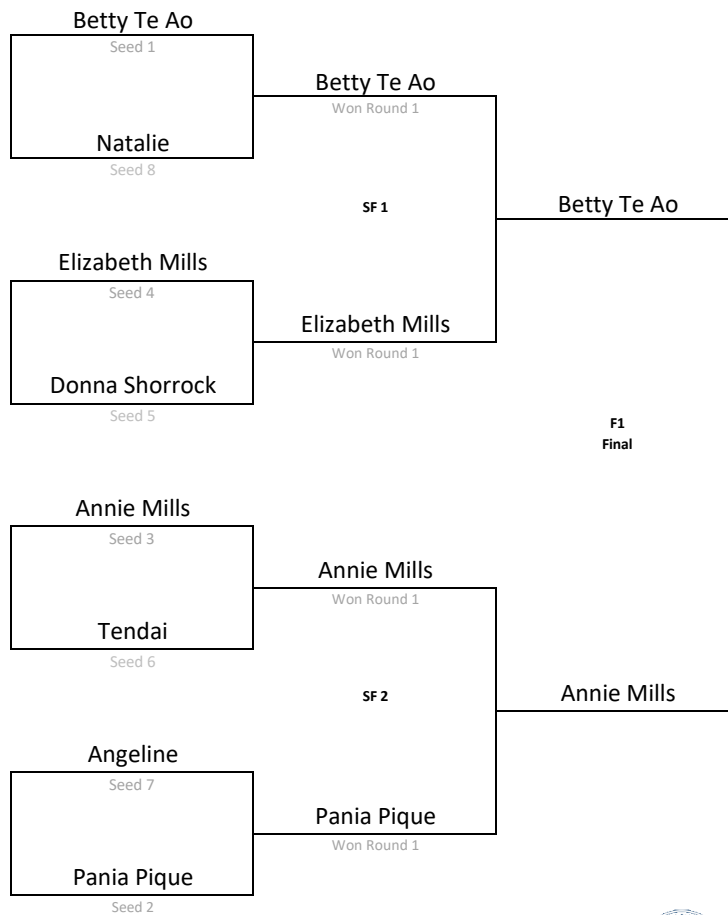 Betty Te Ao
Seed 1
Betty Te Ao
Won Round 1
Natalie
Seed 8
SF 1
Betty Te Ao
Elizabeth Mills
Seed 4
Elizabeth Mills
Won Round 1
Donna Shorrock
Seed 5
F1
Final
Annie Mills
Seed 3
Annie Mills
Won Round 1
Tendai
Seed 6
SF 2
Annie Mills
Angeline
Seed 7
Pania Pique
Won Round 1
Pania Pique
Seed 2